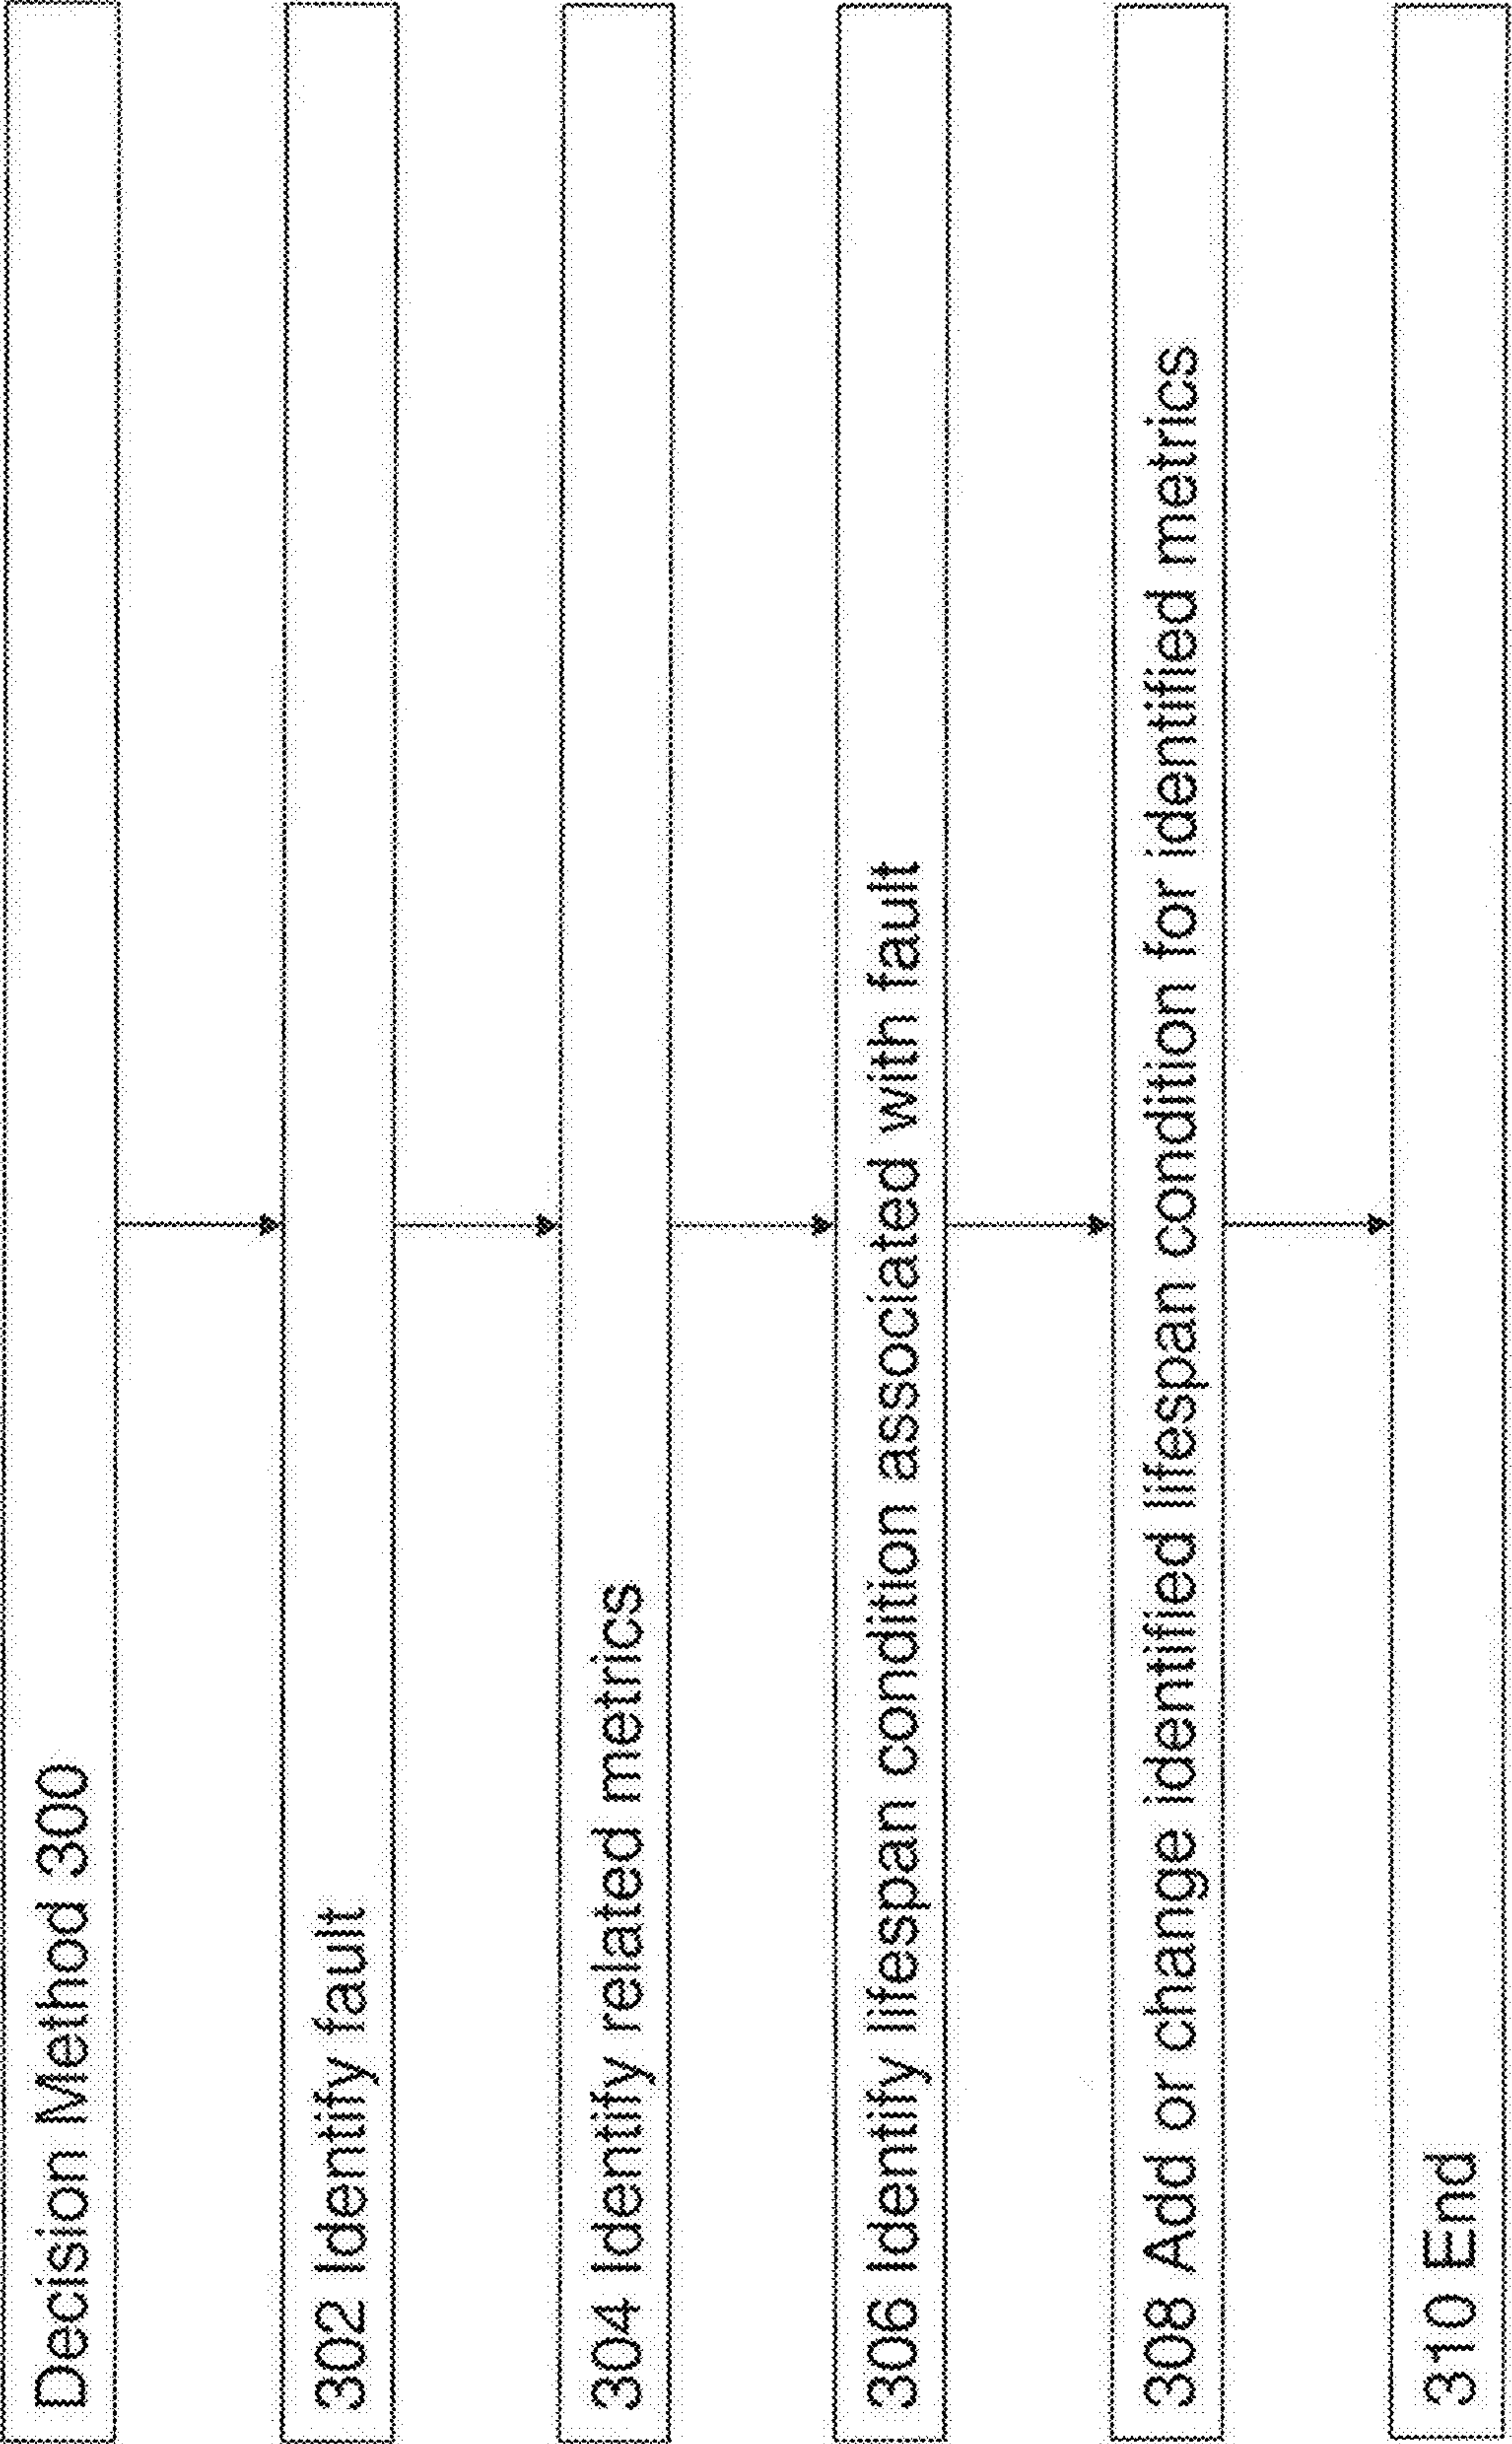 Decision Method 300
302 Identify fault
304 Identify related metrics
306 Identify lifespan condition associated with fault
308 Add or change identified lifespan condition for identified metrics
310 End